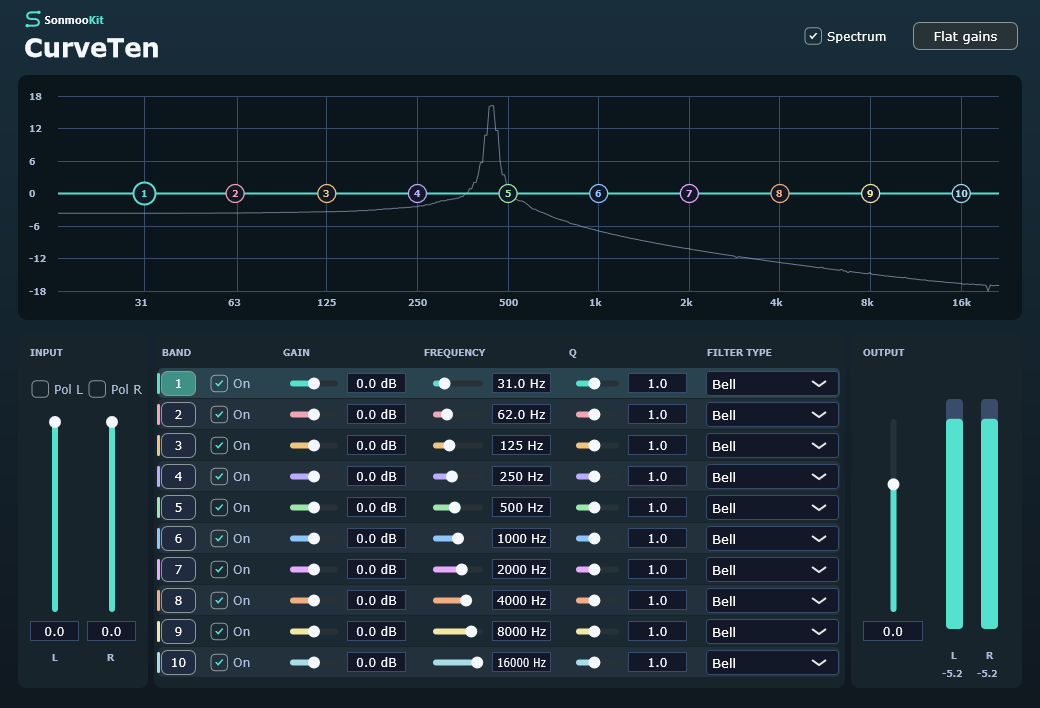 SonmooKit
CurveTen
Spectrum
Flat gains
18
12
6
0
-6
-12
-18
1 2 3 4 5 6 7 8 9 10
31 63 125 250 500 1k 2k 4k 8k 16k
INPUT
Pol L Pol R
0.0 0.0
L R
BAND GAIN FREQUENCY Q FILTER TYPE
1 On 0.0 dB 31.0 Hz 1.0 Bell
2 On 0.0 dB 62.0 Hz 1.0 Bell
3 On 0.0 dB 125 Hz 1.0 Bell
4 On 0.0 dB 250 Hz 1.0 Bell
5 On 0.0 dB 500 Hz 1.0 Bell
6 On 0.0 dB 1000 Hz 1.0 Bell
7 On 0.0 dB 2000 Hz 1.0 Bell
8 On 0.0 dB 4000 Hz 1.0 Bell
9 On 0.0 dB 8000 Hz 1.0 Bell
10 On 0.0 dB 16000 Hz 1.0 Bell
OUTPUT
0.0
L R
-5.2 -5.2